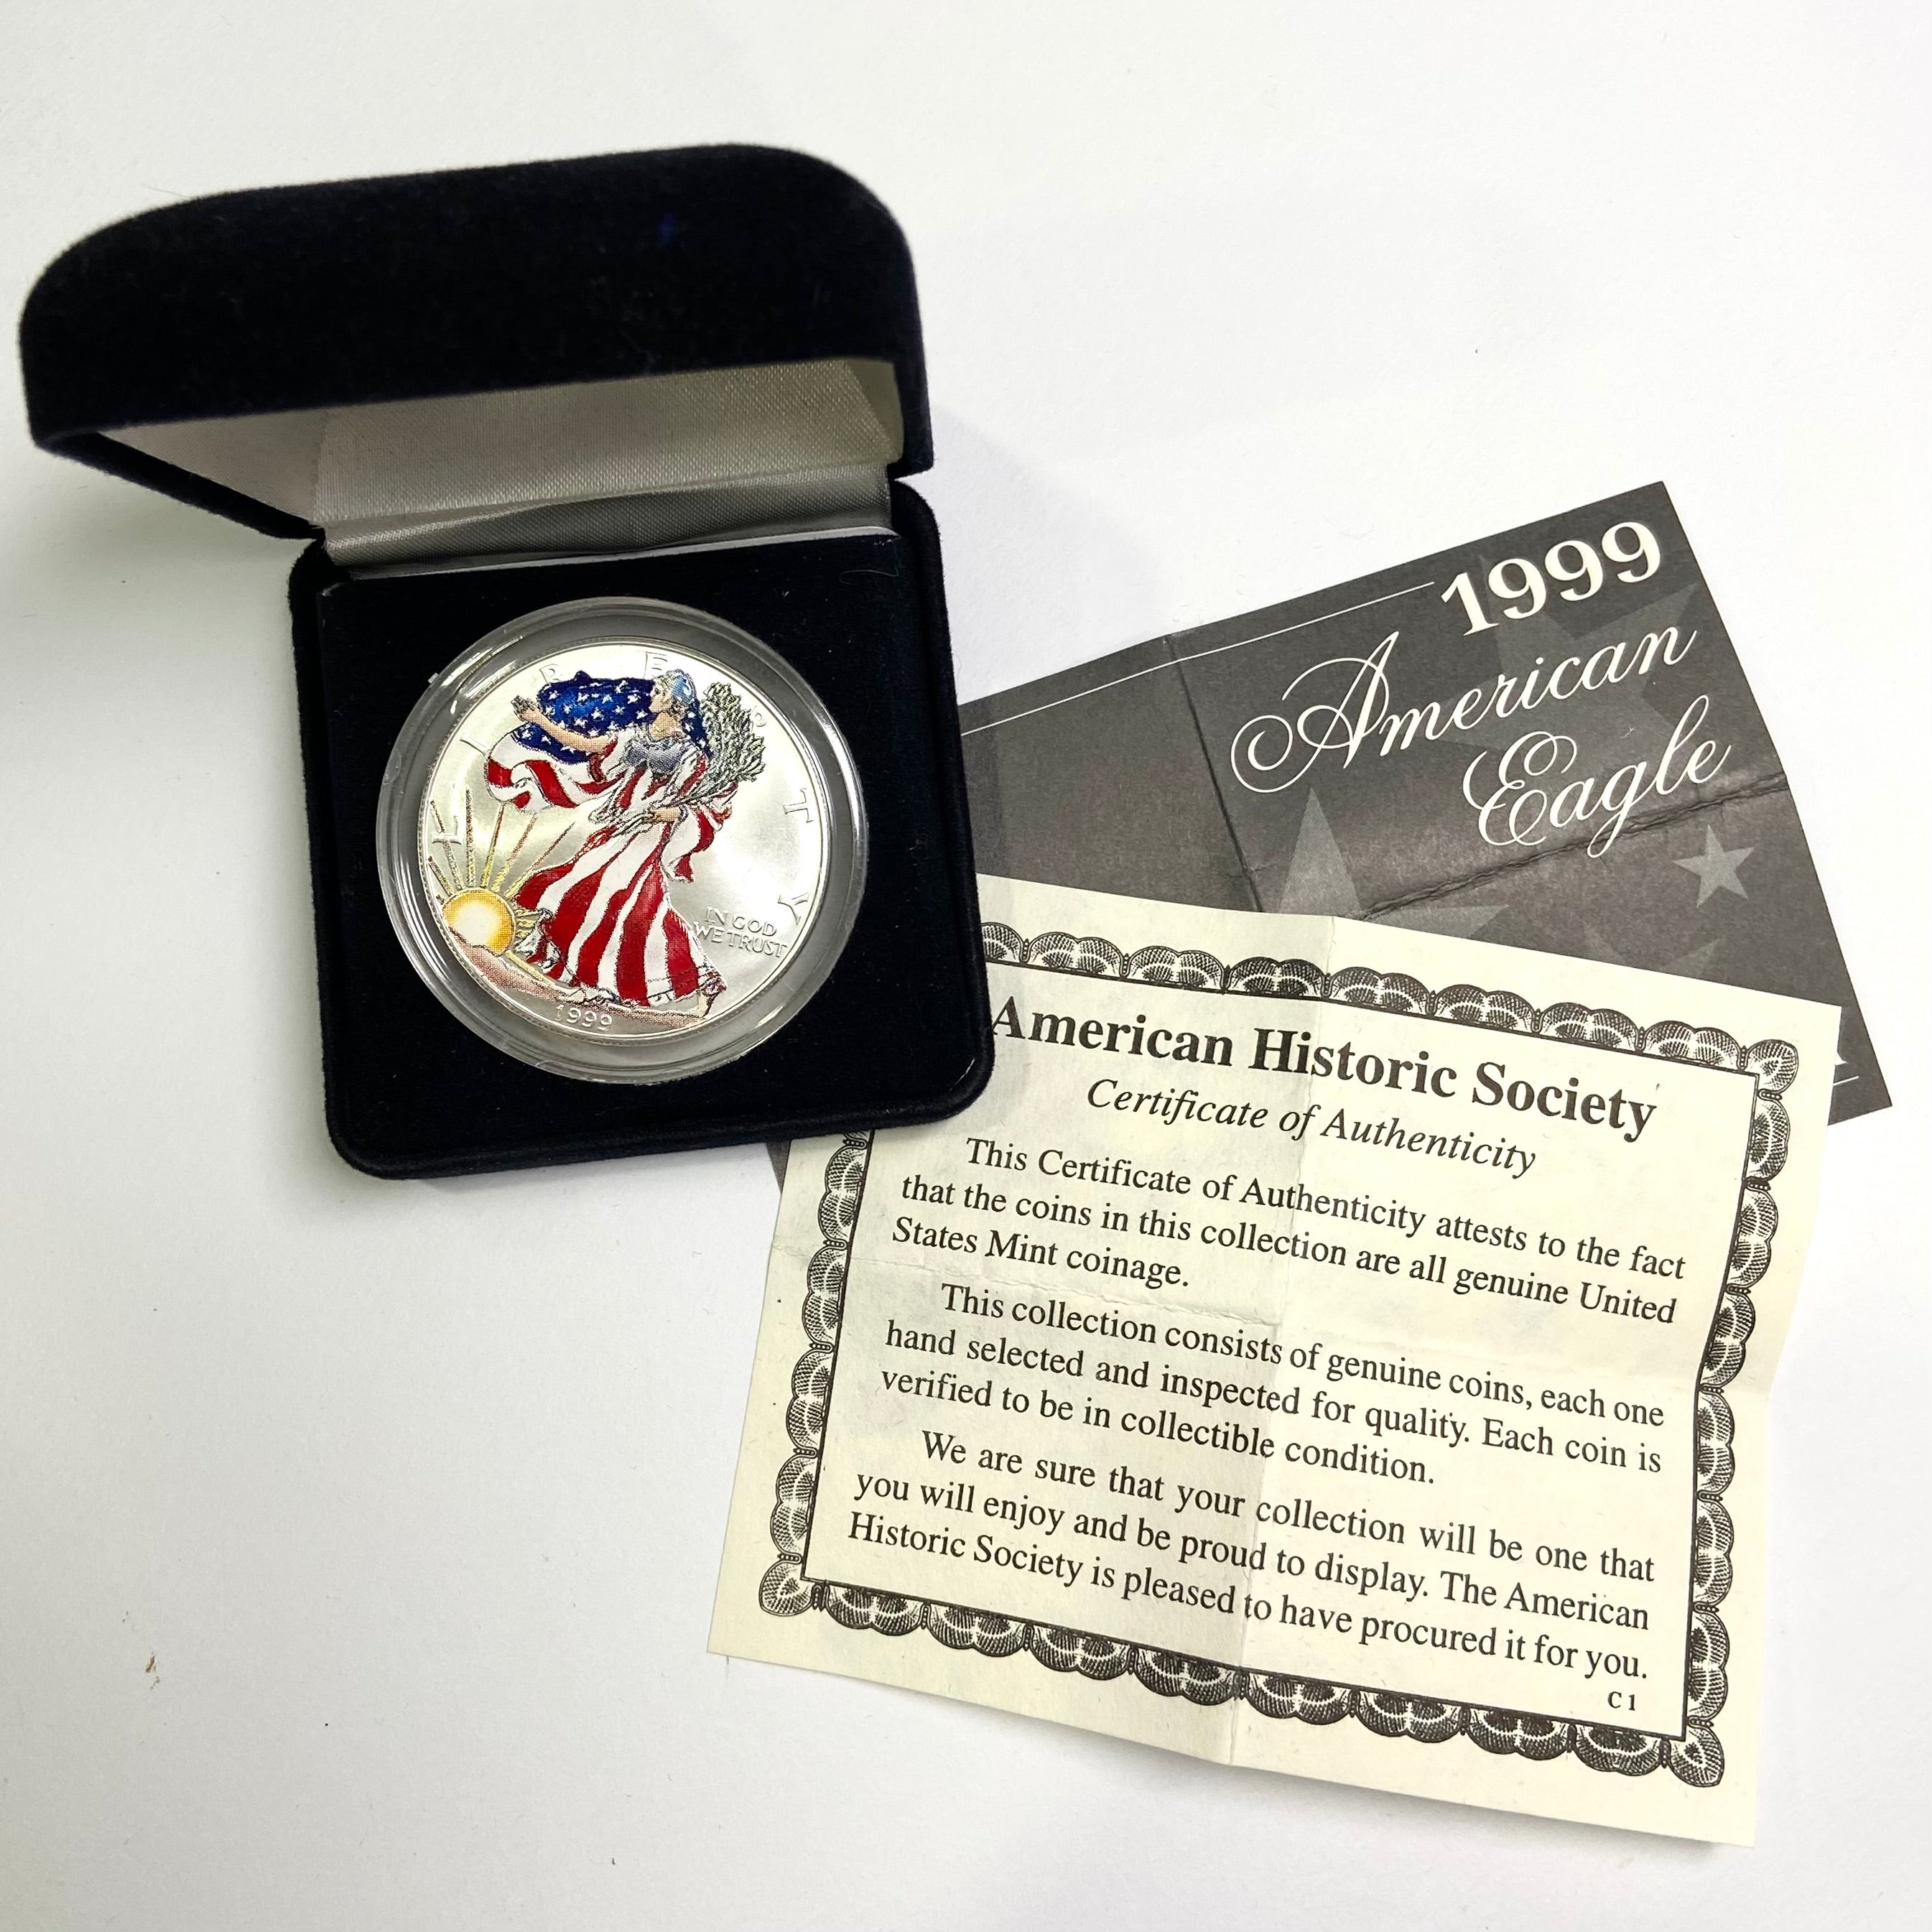 LIBERTY
IN GOD
WE TRUST
1999
1999
American
Eagle
American Historic Society
Certificate of Authenticity
This Certificate of Authenticity attests to the fact
that the coins in this collection are all genuine United
States Mint coinage.
This collection consists of genuine coins, each one
hand selected and inspected for quality. Each coin is
verified to be in collectible condition.
We are sure that your collection will be one that
you will enjoy and be proud to display. The American
Historic Society is pleased to have procured it for you.
C1